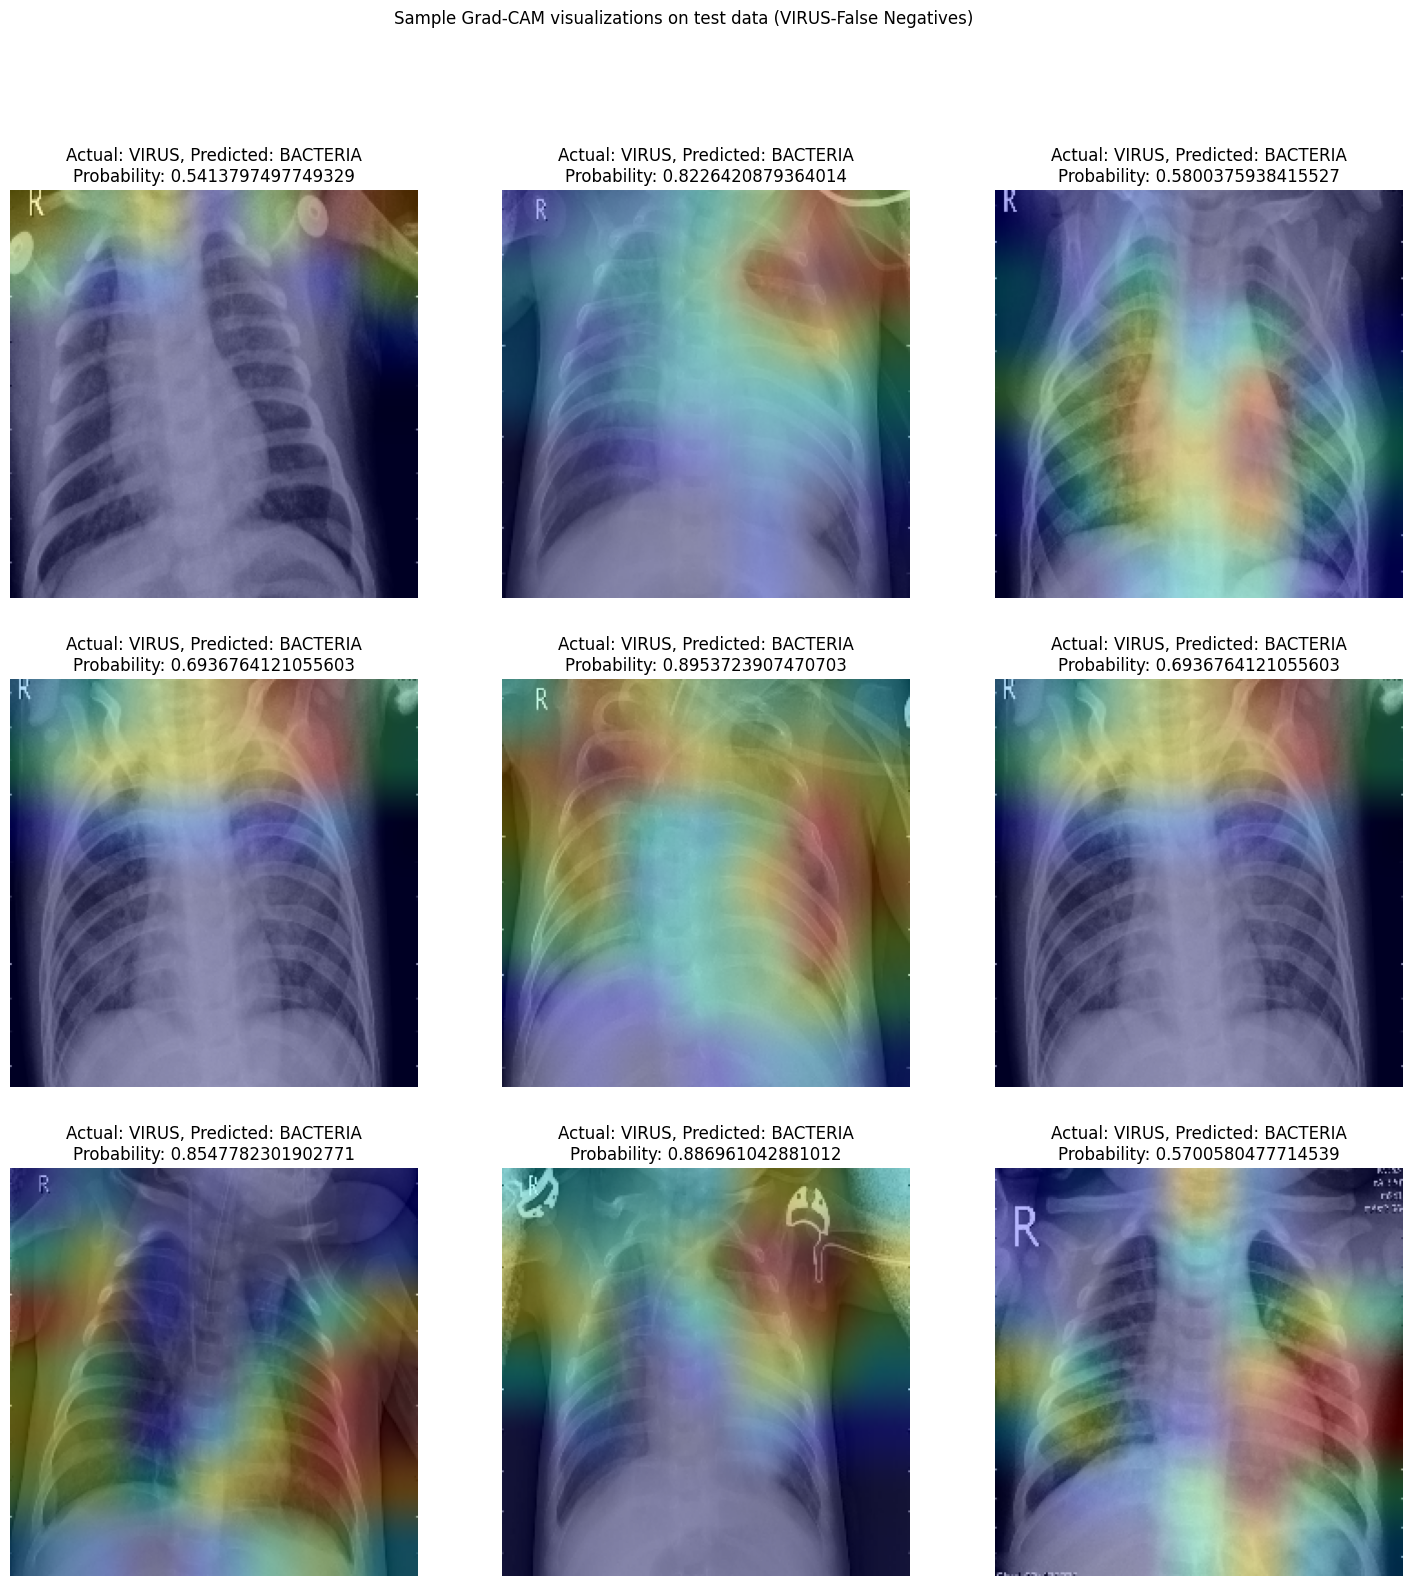 Sample Grad-CAM visualizations on test data (VIRUS-False Negatives)
Actual: VIRUS, Predicted: BACTERIA
Probability: 0.5413797497749329
R
Actual: VIRUS, Predicted: BACTERIA
Probability: 0.8226420879364014
R
Actual: VIRUS, Predicted: BACTERIA
Probability: 0.5800375938415527
R
Actual: VIRUS, Predicted: BACTERIA
Probability: 0.6936764121055603
R
Actual: VIRUS, Predicted: BACTERIA
Probability: 0.8953723907470703
R
Actual: VIRUS, Predicted: BACTERIA
Probability: 0.6936764121055603
R
Actual: VIRUS, Predicted: BACTERIA
Probability: 0.8547782301902771
R
Actual: VIRUS, Predicted: BACTERIA
Probability: 0.886961042881012
R
Actual: VIRUS, Predicted: BACTERIA
Probability: 0.5700580477714539
R